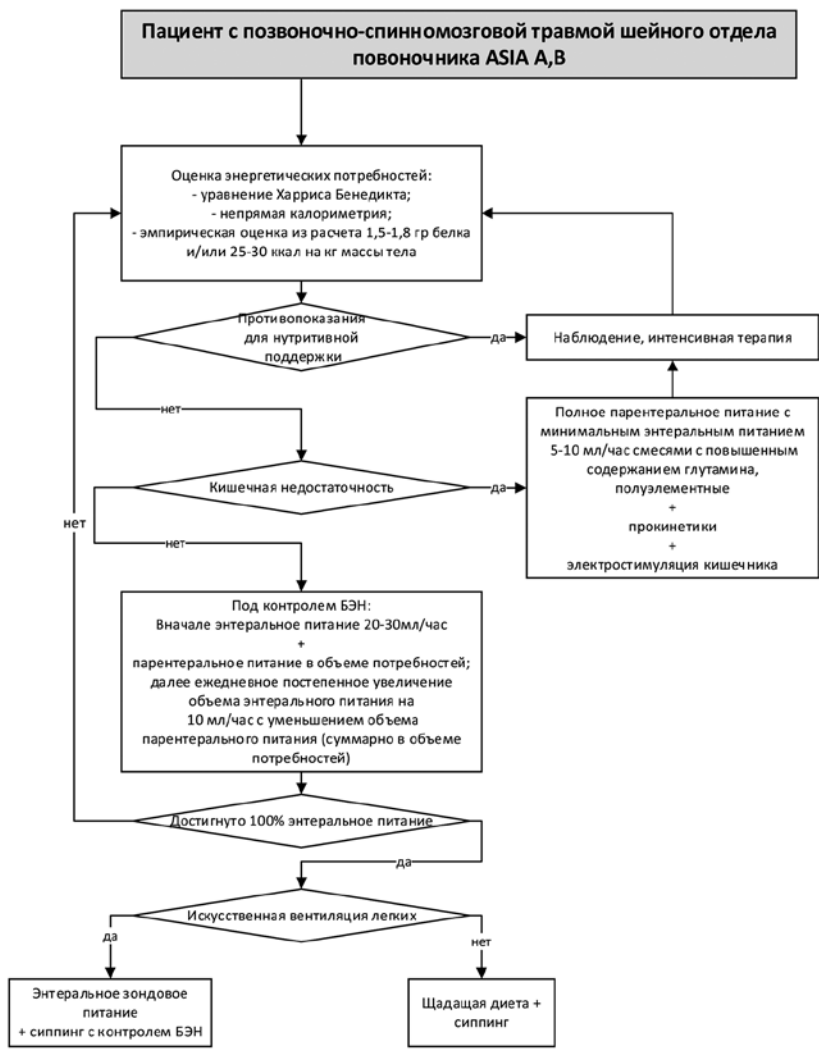 Пациент с позвоночно-спинномозговой травмой шейного отдела
повоночника ASIA A,B
Оценка энергетических потребностей:
- уравнение Харриса Бенедикта;
- непрямая калориметрия;
- эмпирическая оценка из расчета 1,5-1,8 гр белка
и/или 25-30 ккал на кг массы тела
Противопоказания
для нутритивной
поддержки
да
Наблюдение, интенсивная терапия
нет
Полное парентеральное питание с
минимальным энтеральным питанием
5-10 мл/час смесями с повышенным
содержанием глутамина,
полуэлементные
+
прокинетики
+
электростимуляция кишечника
Кишечная недостаточность
да
нет
нет
Под контролем БЭН:
Вначале энтеральное питание 20-30мл/час
+
парентеральное питание в объеме потребностей;
далее ежедневное постепенное увеличение
объема энтерального питания на
10 мл/час с уменьшением объема
парентерального питания (суммарно в объеме
потребностей)
Достигнуто 100% энтеральное питание
да
Искусственная вентиляция легких
да
нет
Энтеральное зондовое
питание
+ сиппинг с контролем БЭН
Щадащая диета +
сиппинг